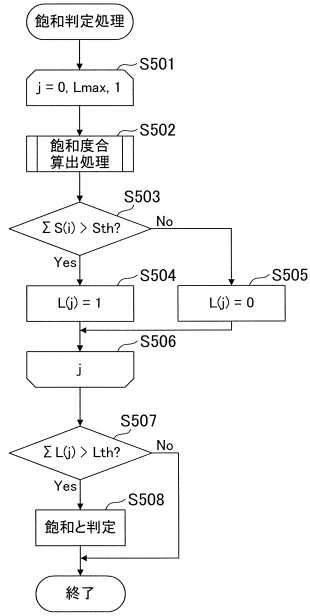 飽和判定処理
S501
j = 0, Lmax, 1
S502
飽和度合
算出処理
S503
ΣS(i) > Sth?
No
Yes
S504
S505
L(j) = 1
L(j) = 0
S506
j
S507
ΣL(j) > Lth?
No
Yes
S508
飽和と判定
終了